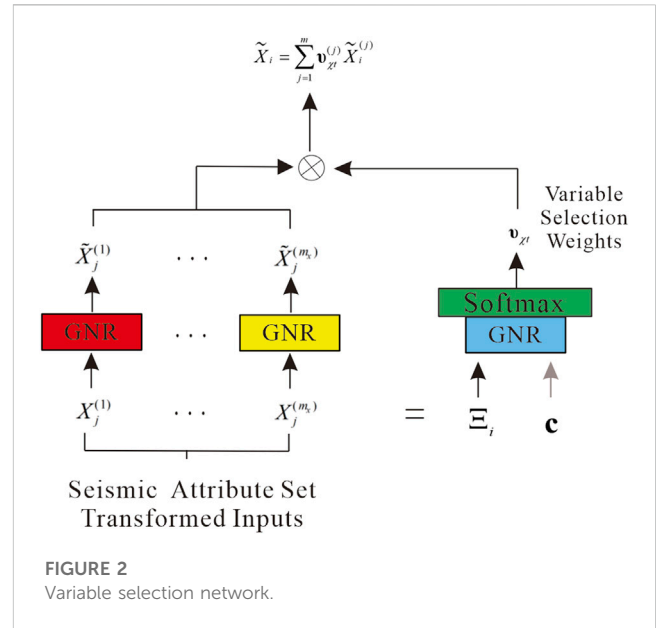 X̃ᵢ = ∑ⱼ₌₁ᵐ 𝛖_χt^(j) X̃ᵢ^(j)
⊗
Variable
Selection
Weights
X̃ⱼ^(1) . . . X̃ⱼ^(mₓ) 𝛖_χt
Softmax
GNR . . . GNR GNR
Xⱼ^(1) . . . Xⱼ^(mₓ) = Ξᵢ c
Seismic Attribute Set
Transformed Inputs
FIGURE 2
Variable selection network.